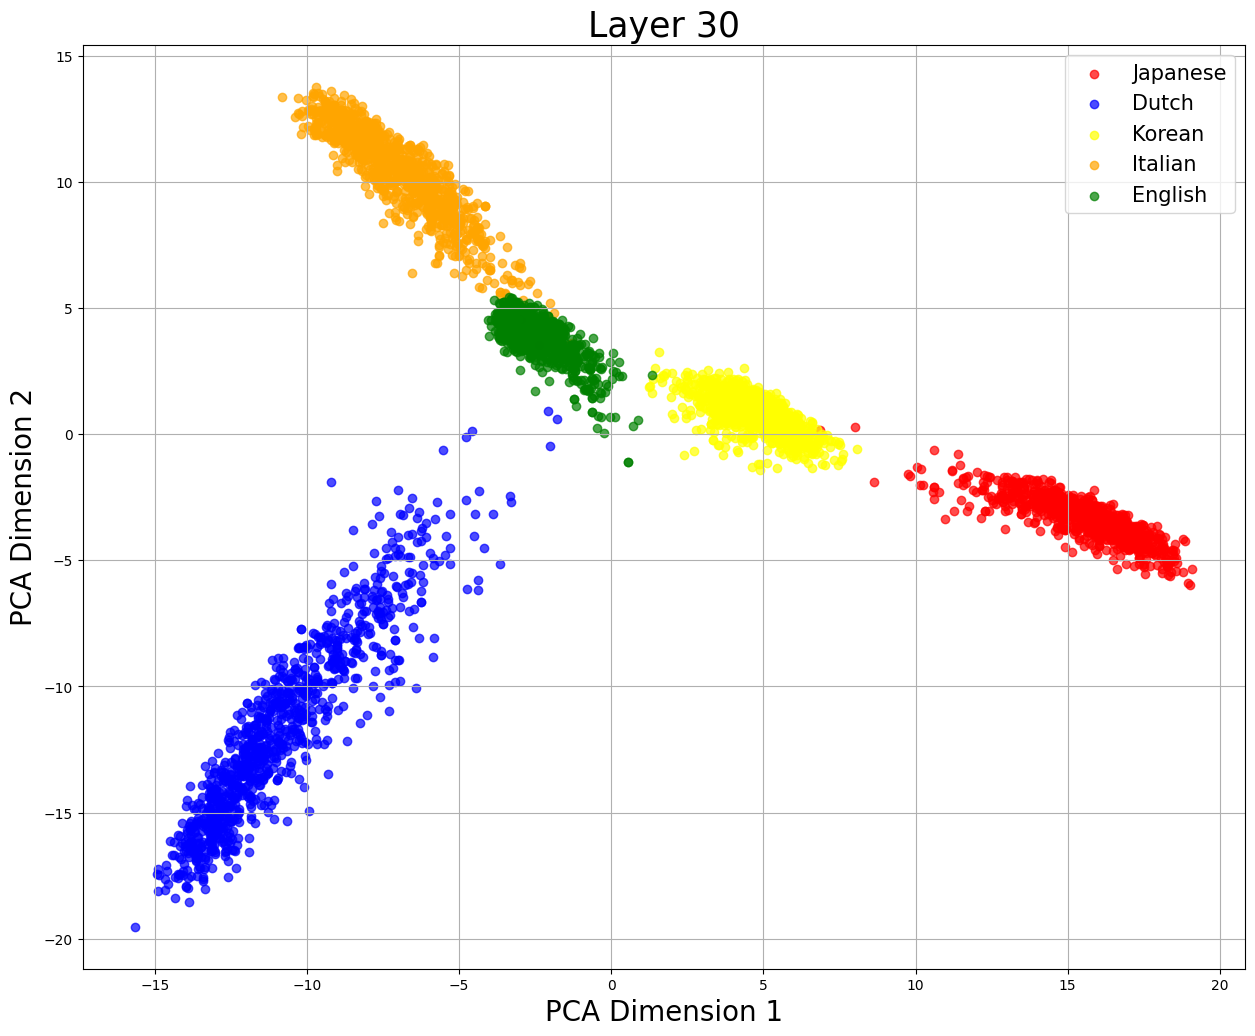 Layer 30
Japanese
Dutch
Korean
Italian
English
15
10
5
0
−5
−10
−15
−20
PCA Dimension 2
−15 −10 −5 0 5 10 15 20
PCA Dimension 1